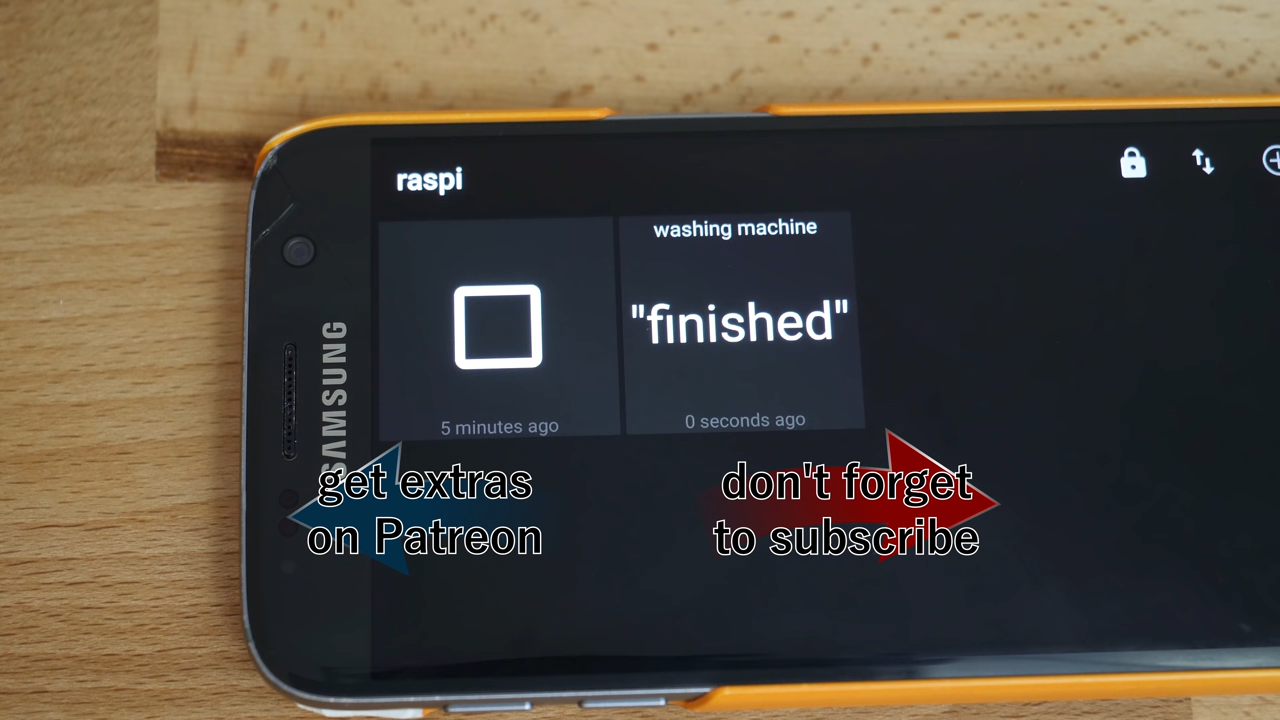 raspi
washing machine
"finished"
5 minutes ago
0 seconds ago
SAMSUNG
get extras
on Patreon
don't forget
to subscribe